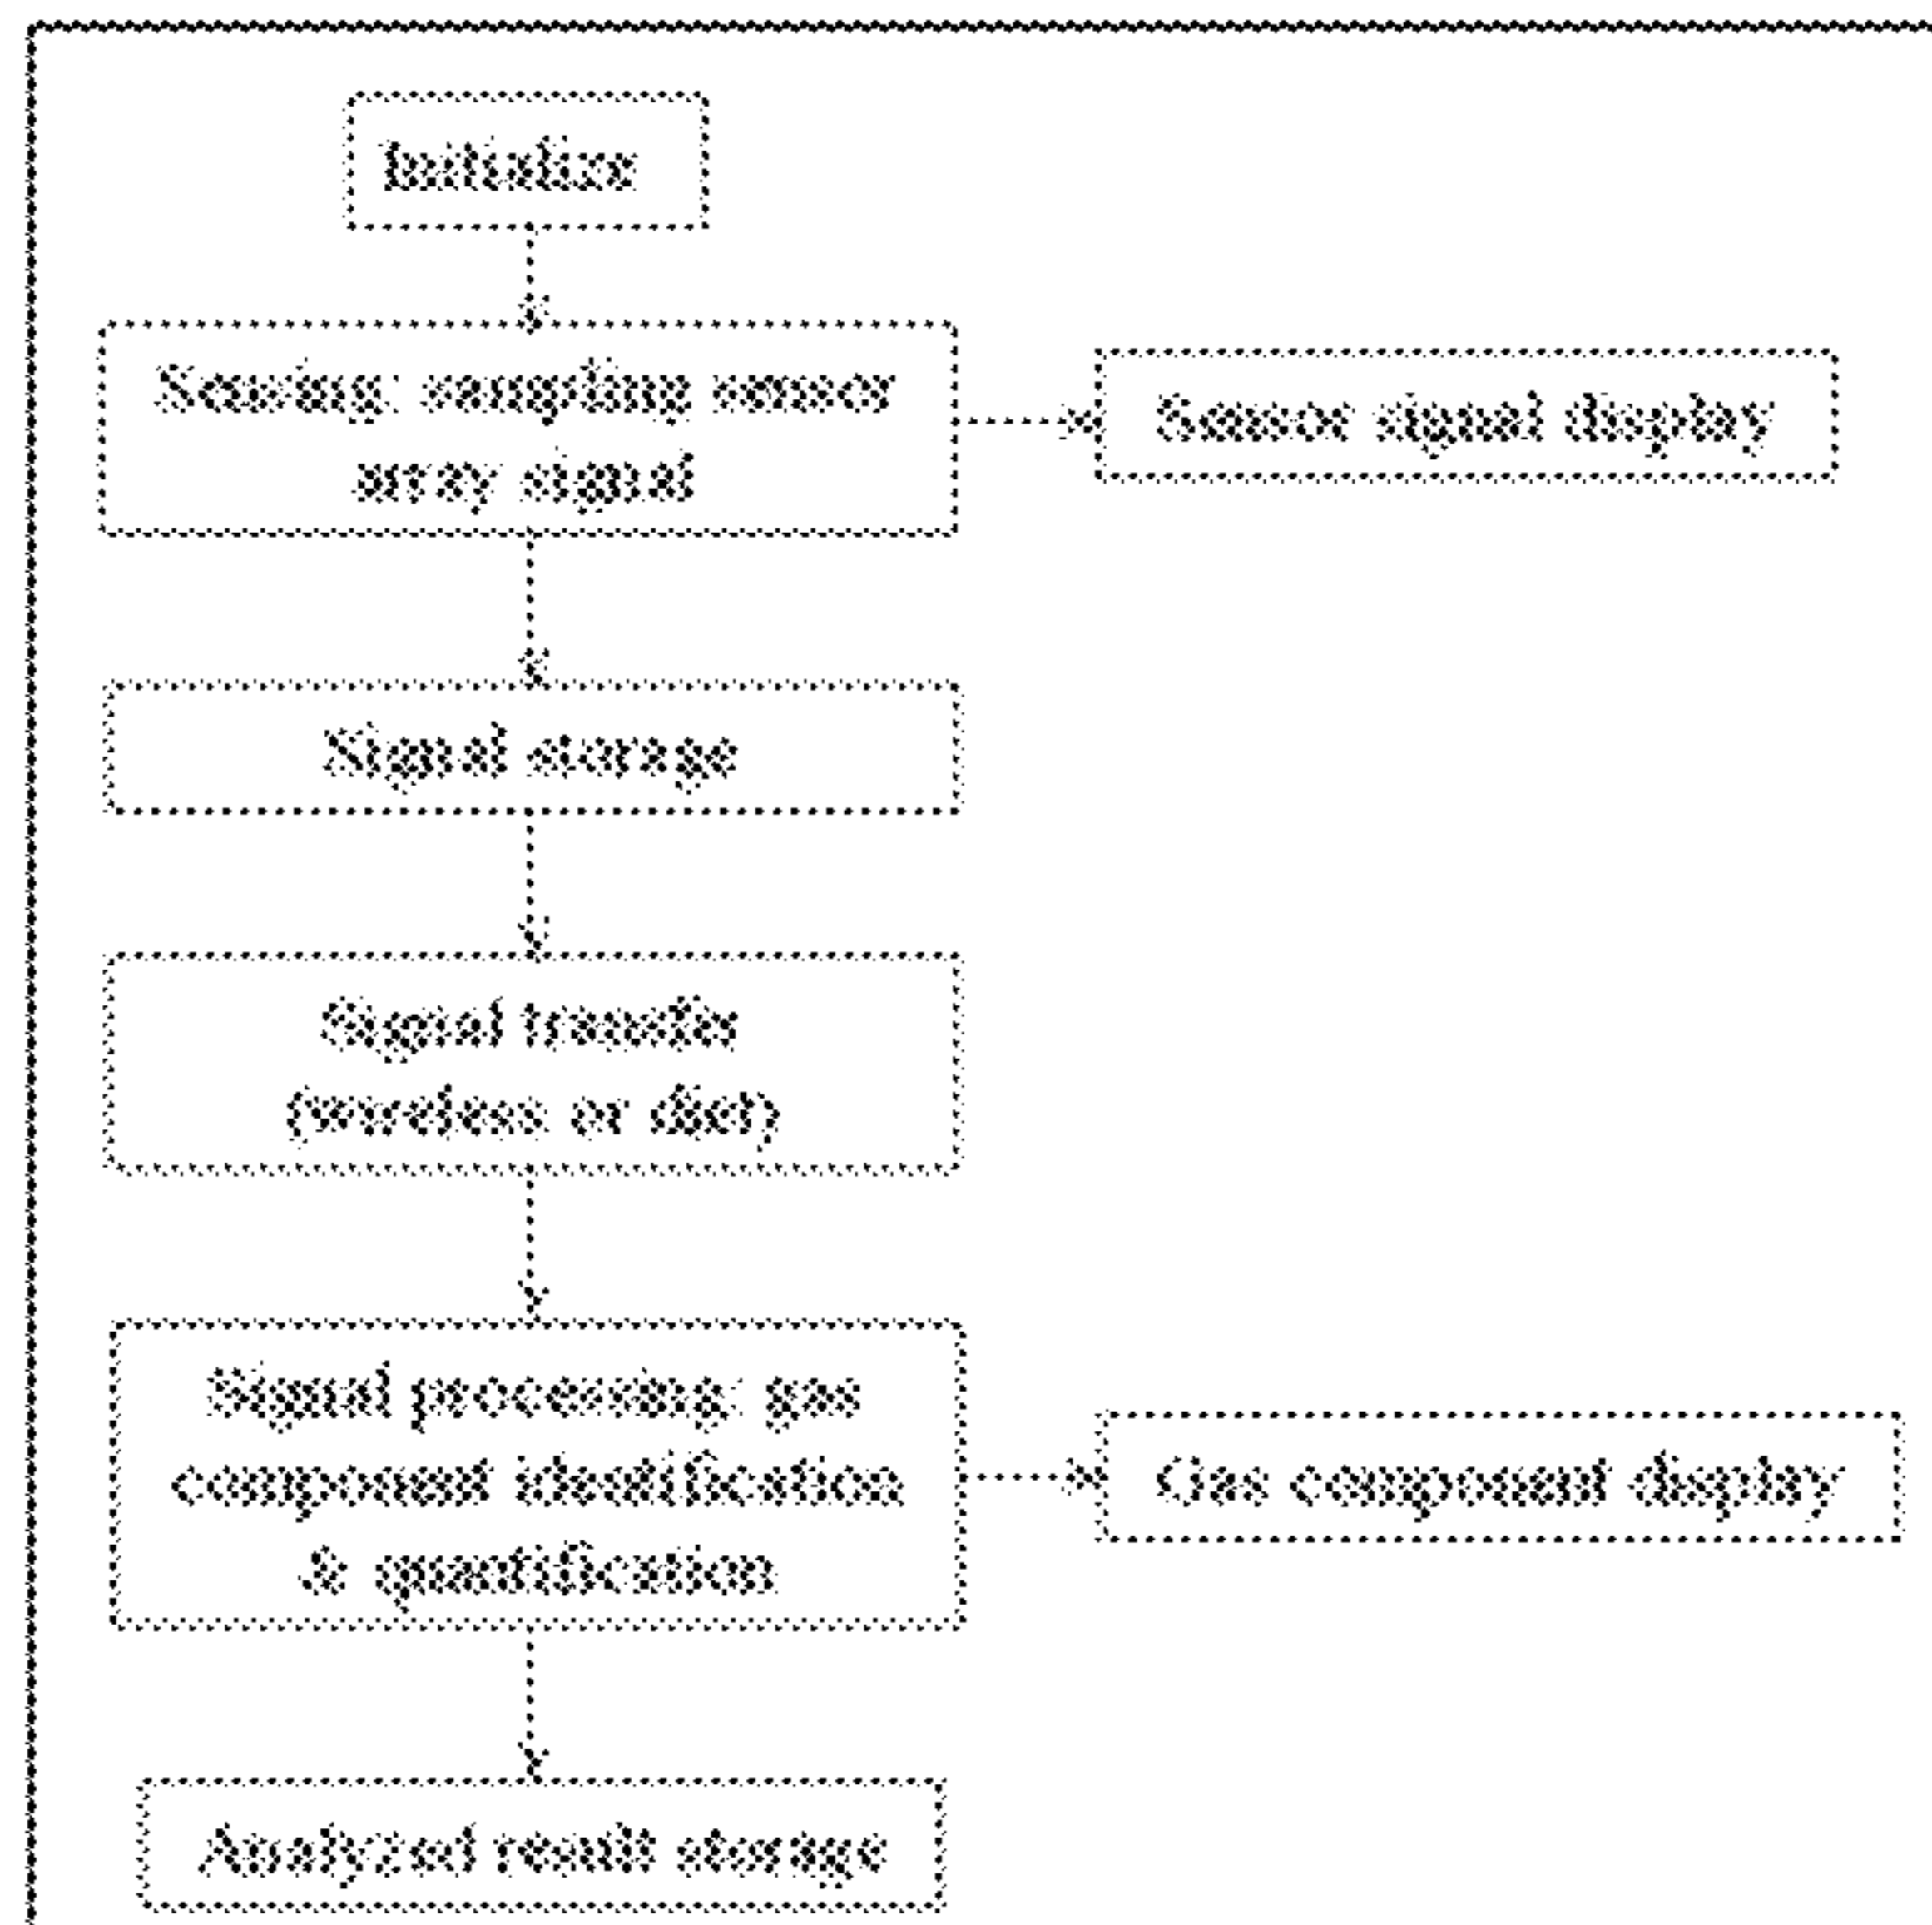 Initialize
Sensing: sampling sensor
array signal
Sensor signal display
Signal storage
Signal transfer
(wireless or
Signal processing: gas
component identification
& quantification
Gas component display
Analyzed result storage